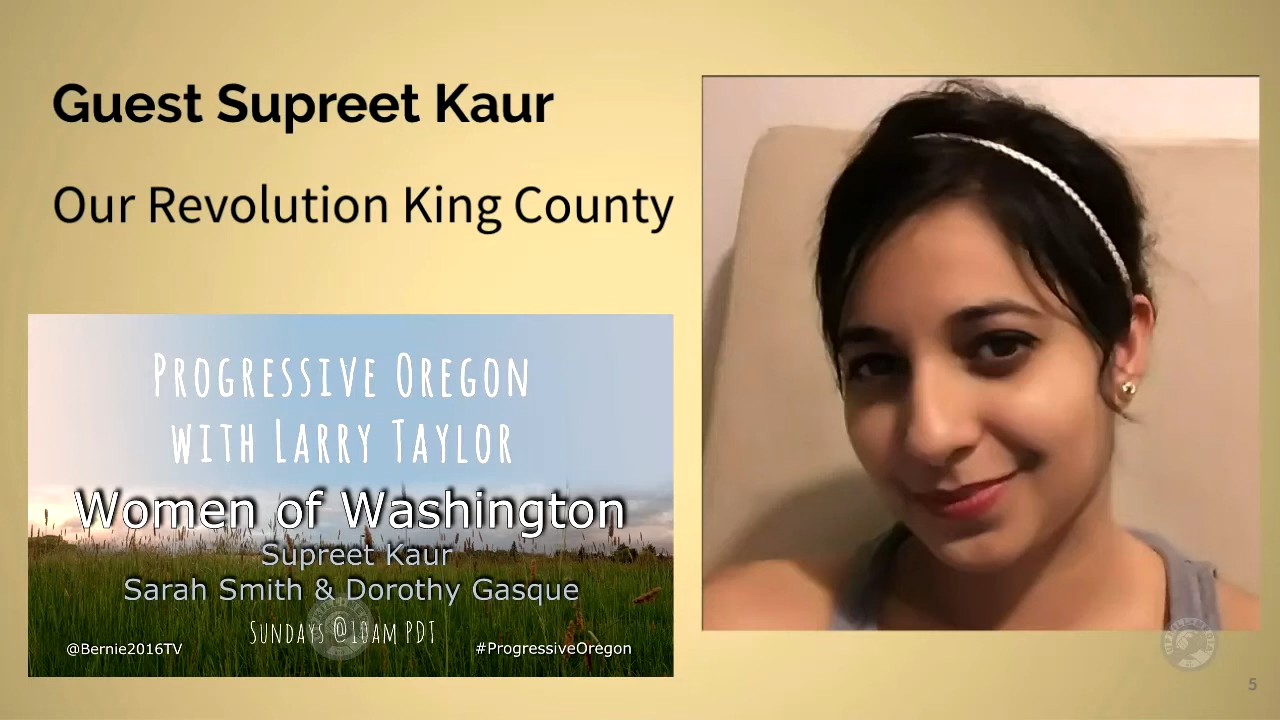 Guest Supreet Kaur
Our Revolution King County
PROGRESSIVE OREGON
WITH LARRY TAYLOR
Women of Washington
Supreet Kaur
Sarah Smith & Dorothy Gasque
SUNDAYS @10AM PDT
@Bernie2016TV
#ProgressiveOregon
5